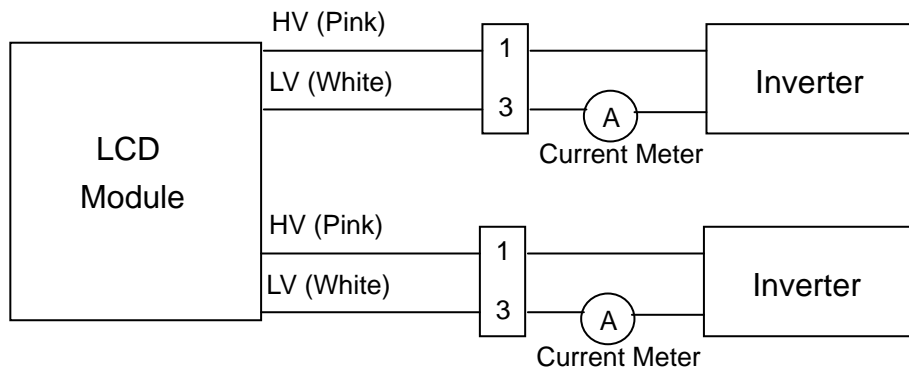 HV (Pink)
1
LV (White)
3
A
Current Meter
Inverter
LCD
Module
HV (Pink)
1
LV (White)
3
A
Current Meter
Inverter